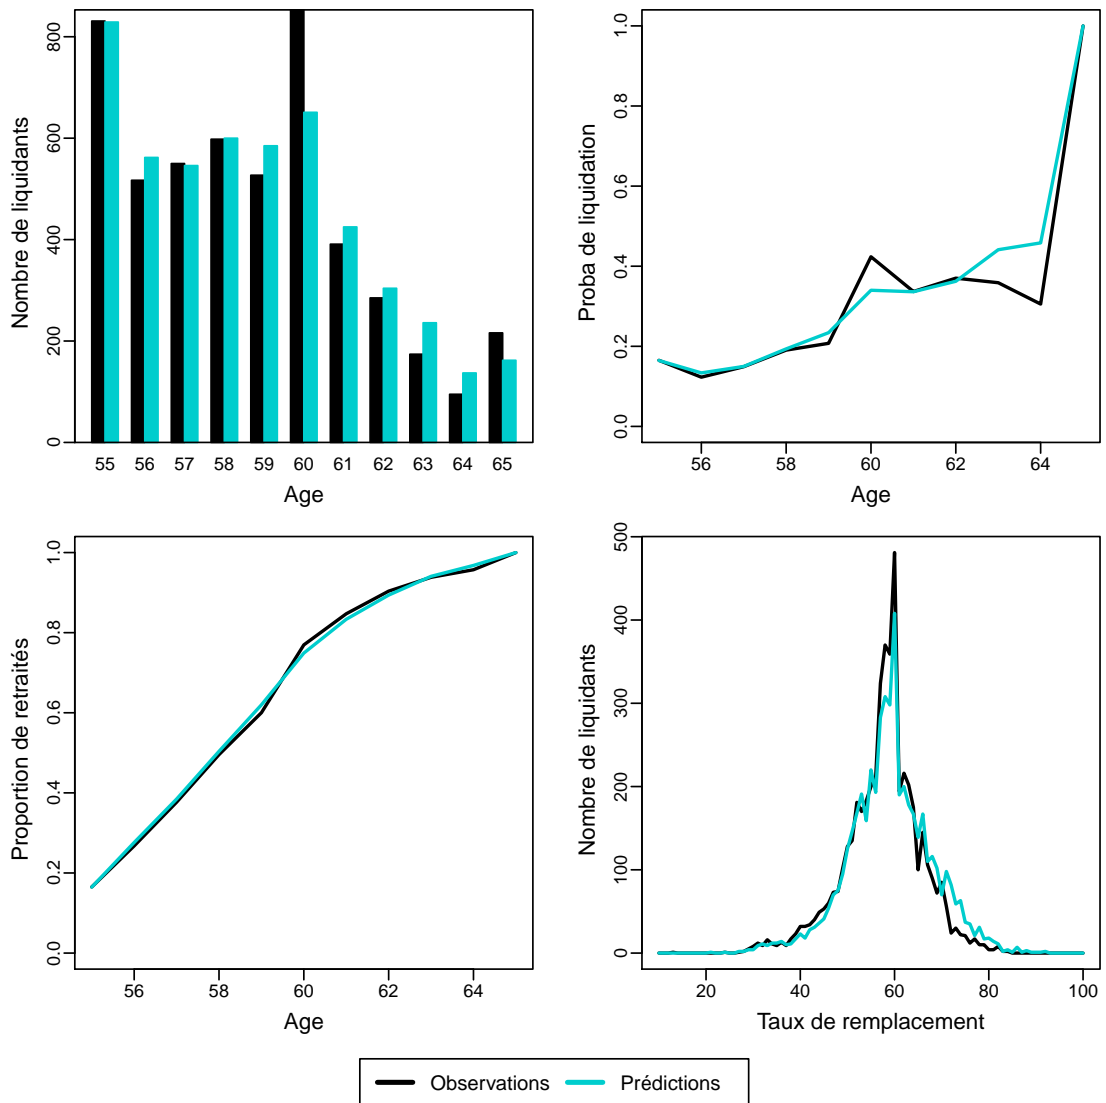 Nombre de liquidants
0 200 400 600 800
55 56 57 58 59 60 61 62 63 64 65
Age
Proba de liquidation
0.0 0.2 0.4 0.6 0.8 1.0
56 58 60 62 64
Age
Proportion de retraités
0.0 0.2 0.4 0.6 0.8 1.0
56 58 60 62 64
Age
Nombre de liquidants
0 100 200 300 400 500
20 40 60 80 100
Taux de remplacement
Observations Prédictions